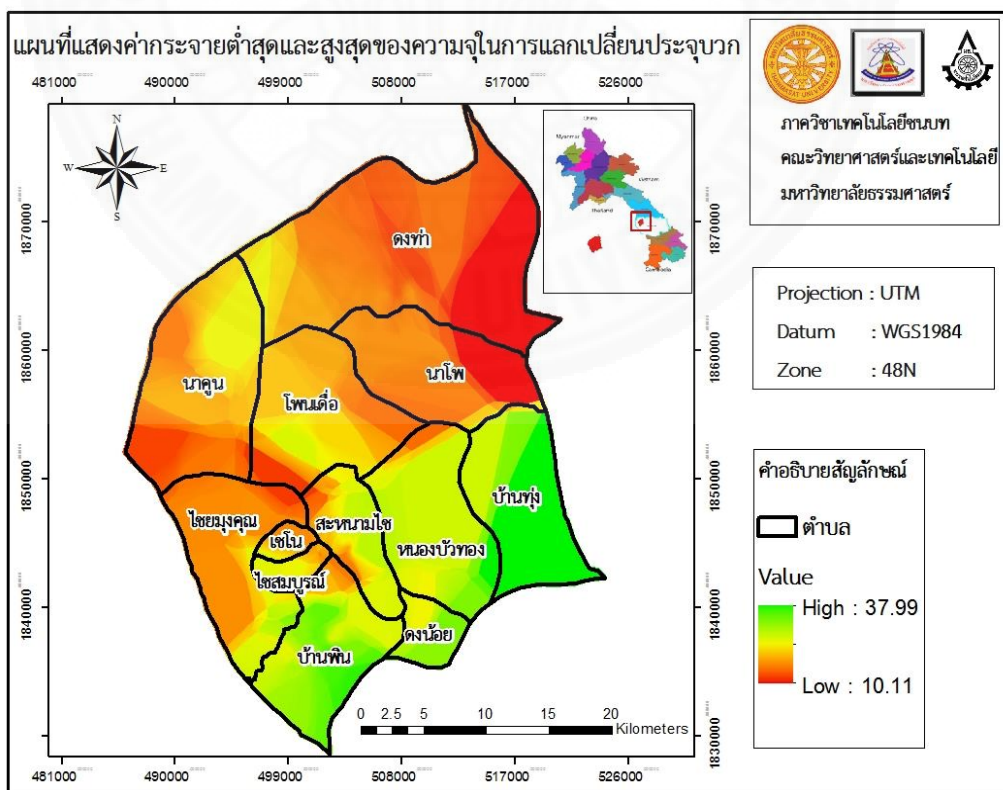 แผนที่แสดงค่ากระจายต่ำสุดและสูงสุดของความจุในการแลกเปลี่ยนประจุบวก
481000 490000 499000 508000 517000 526000
N
W E
S
China
Myanmar
Thailand
Cambodia
1870000
1860000
1850000
1840000
1830000
ดงท่า
นาคูน
โพนเดื่อ
นาโพ
ไชยมุงคุณ
สะหนามไช
บ้านทุ่ง
เซโน
หนองบัวทอง
ไชสมบูรณ์
ดงน้อย
บ้านพิน
0 2.5 5 10 15 20
Kilometers
481000 490000 499000 508000 517000 526000
ภาควิชาเทคโนโลยีชนบท
คณะวิทยาศาสตร์และเทคโนโลยี
มหาวิทยาลัยธรรมศาสตร์
Projection : UTM
Datum : WGS1984
Zone : 48N
คำอธิบายสัญลักษณ์
ตำบล
Value
High : 37.99
Low : 10.11